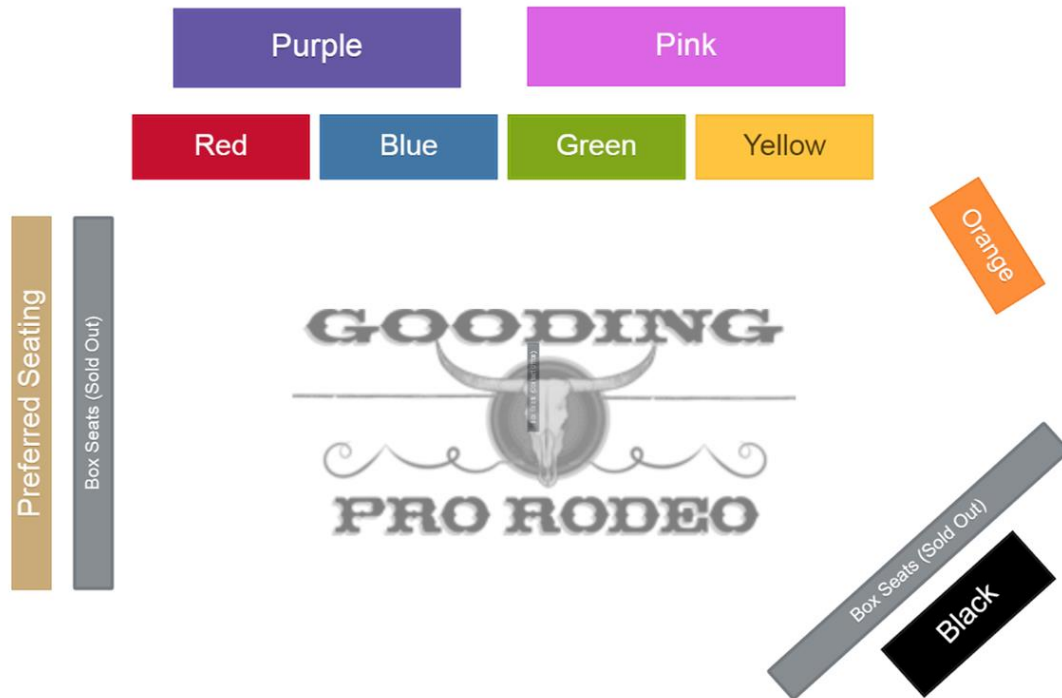 Purple
Pink
Red
Blue
Green
Yellow
Orange
Preferred Seating
Box Seats (Sold Out)
GOODING
PRO RODEO
Box Seats (Sold Out)
Black